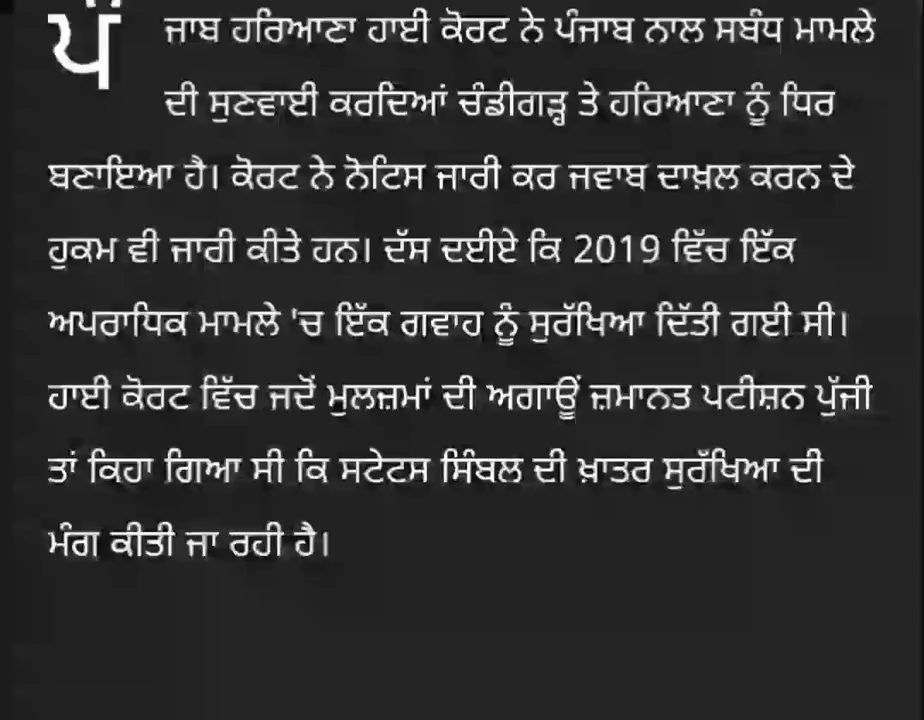 ਪੰਜਾਬ ਹਰਿਆਣਾ ਹਾਈ ਕੋਰਟ ਨੇ ਪੰਜਾਬ ਨਾਲ ਸਬੰਧ ਮਾਮਲੇ
ਦੀ ਸੁਣਵਾਈ ਕਰਦਿਆਂ ਚੰਡੀਗੜ੍ਹ ਤੇ ਹਰਿਆਣਾ ਨੂੰ ਧਿਰ
ਬਣਾਇਆ ਹੈ। ਕੋਰਟ ਨੇ ਨੋਟਿਸ ਜਾਰੀ ਕਰ ਜਵਾਬ ਦਾਖ਼ਲ ਕਰਨ ਦੇ
ਹੁਕਮ ਵੀ ਜਾਰੀ ਕੀਤੇ ਹਨ। ਦੱਸ ਦਈਏ ਕਿ 2019 ਵਿੱਚ ਇੱਕ
ਅਪਰਾਧਿਕ ਮਾਮਲੇ 'ਚ ਇੱਕ ਗਵਾਹ ਨੂੰ ਸੁਰੱਖਿਆ ਦਿੱਤੀ ਗਈ ਸੀ।
ਹਾਈ ਕੋਰਟ ਵਿੱਚ ਜਦੋਂ ਮੁਲਜ਼ਮਾਂ ਦੀ ਅਗਾਊਂ ਜ਼ਮਾਨਤ ਪਟੀਸ਼ਨ ਪੁੱਜੀ
ਤਾਂ ਕਿਹਾ ਗਿਆ ਸੀ ਕਿ ਸਟੇਟਸ ਸਿੰਬਲ ਦੀ ਖ਼ਾਤਰ ਸੁਰੱਖਿਆ ਦੀ
ਮੰਗ ਕੀਤੀ ਜਾ ਰਹੀ ਹੈ।